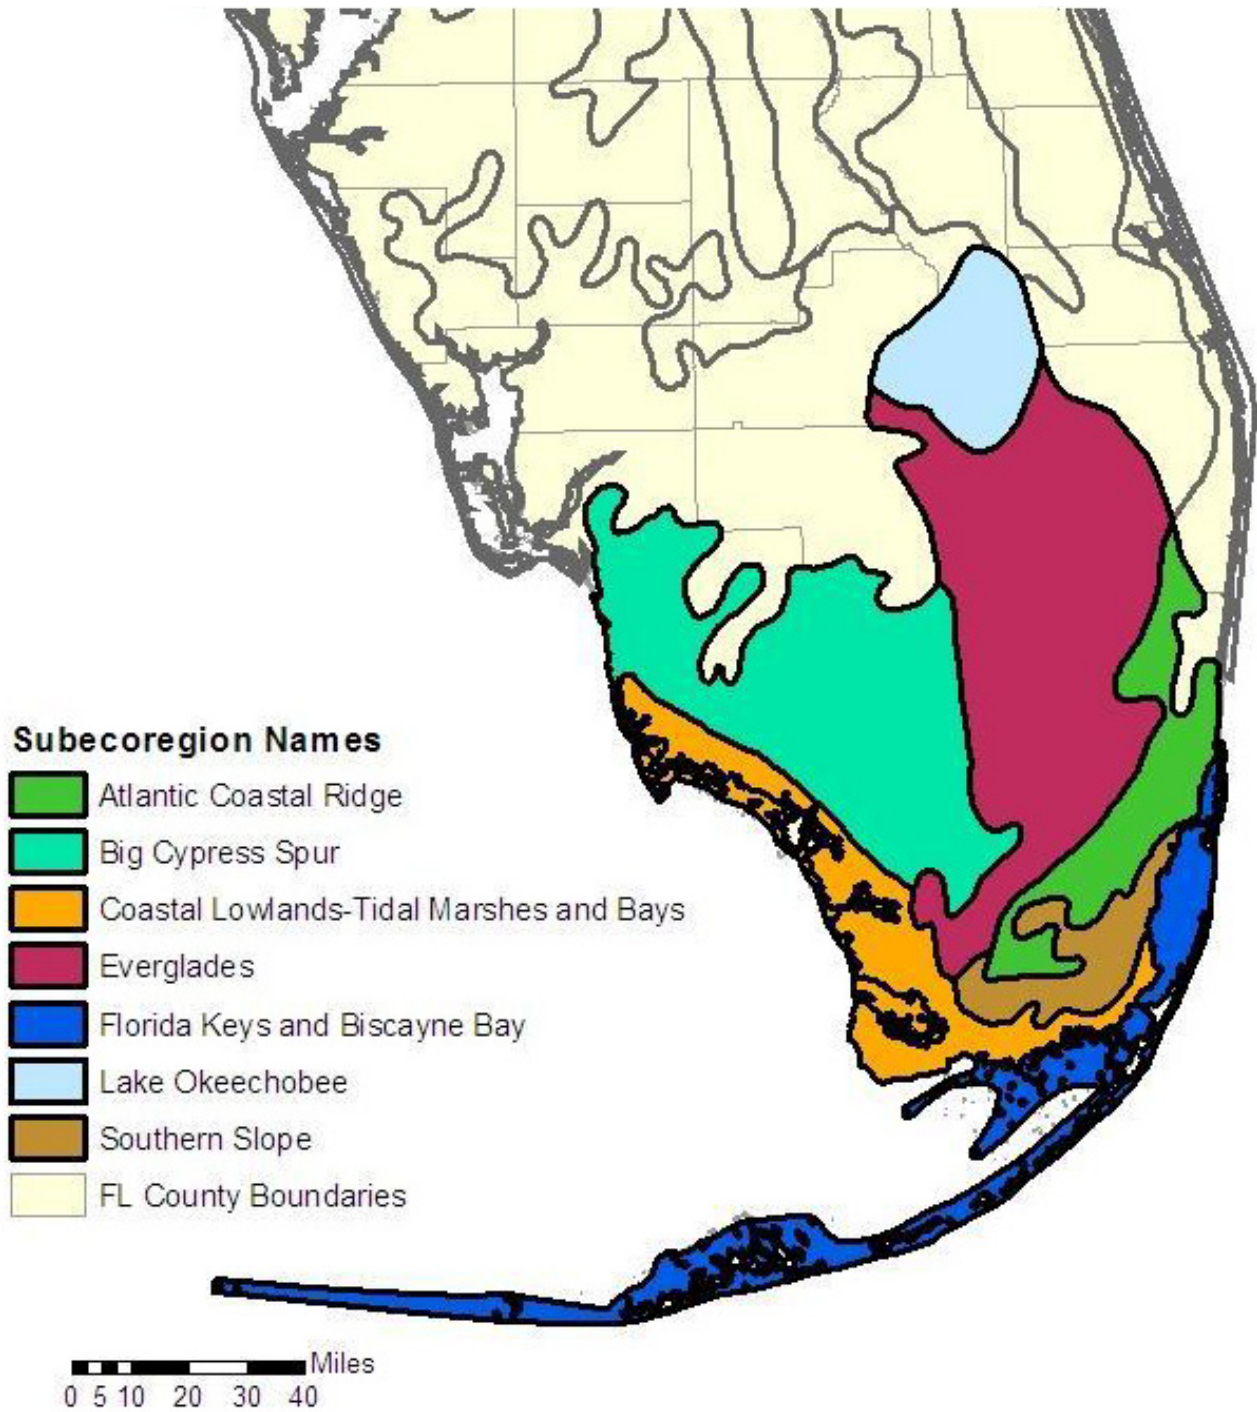 Subecoregion Names
Atlantic Coastal Ridge
Big Cypress Spur
Coastal Lowlands-Tidal Marshes and Bays
Everglades
Florida Keys and Biscayne Bay
Lake Okeechobee
Southern Slope
FL County Boundaries
Miles
0 5 10 20 30 40